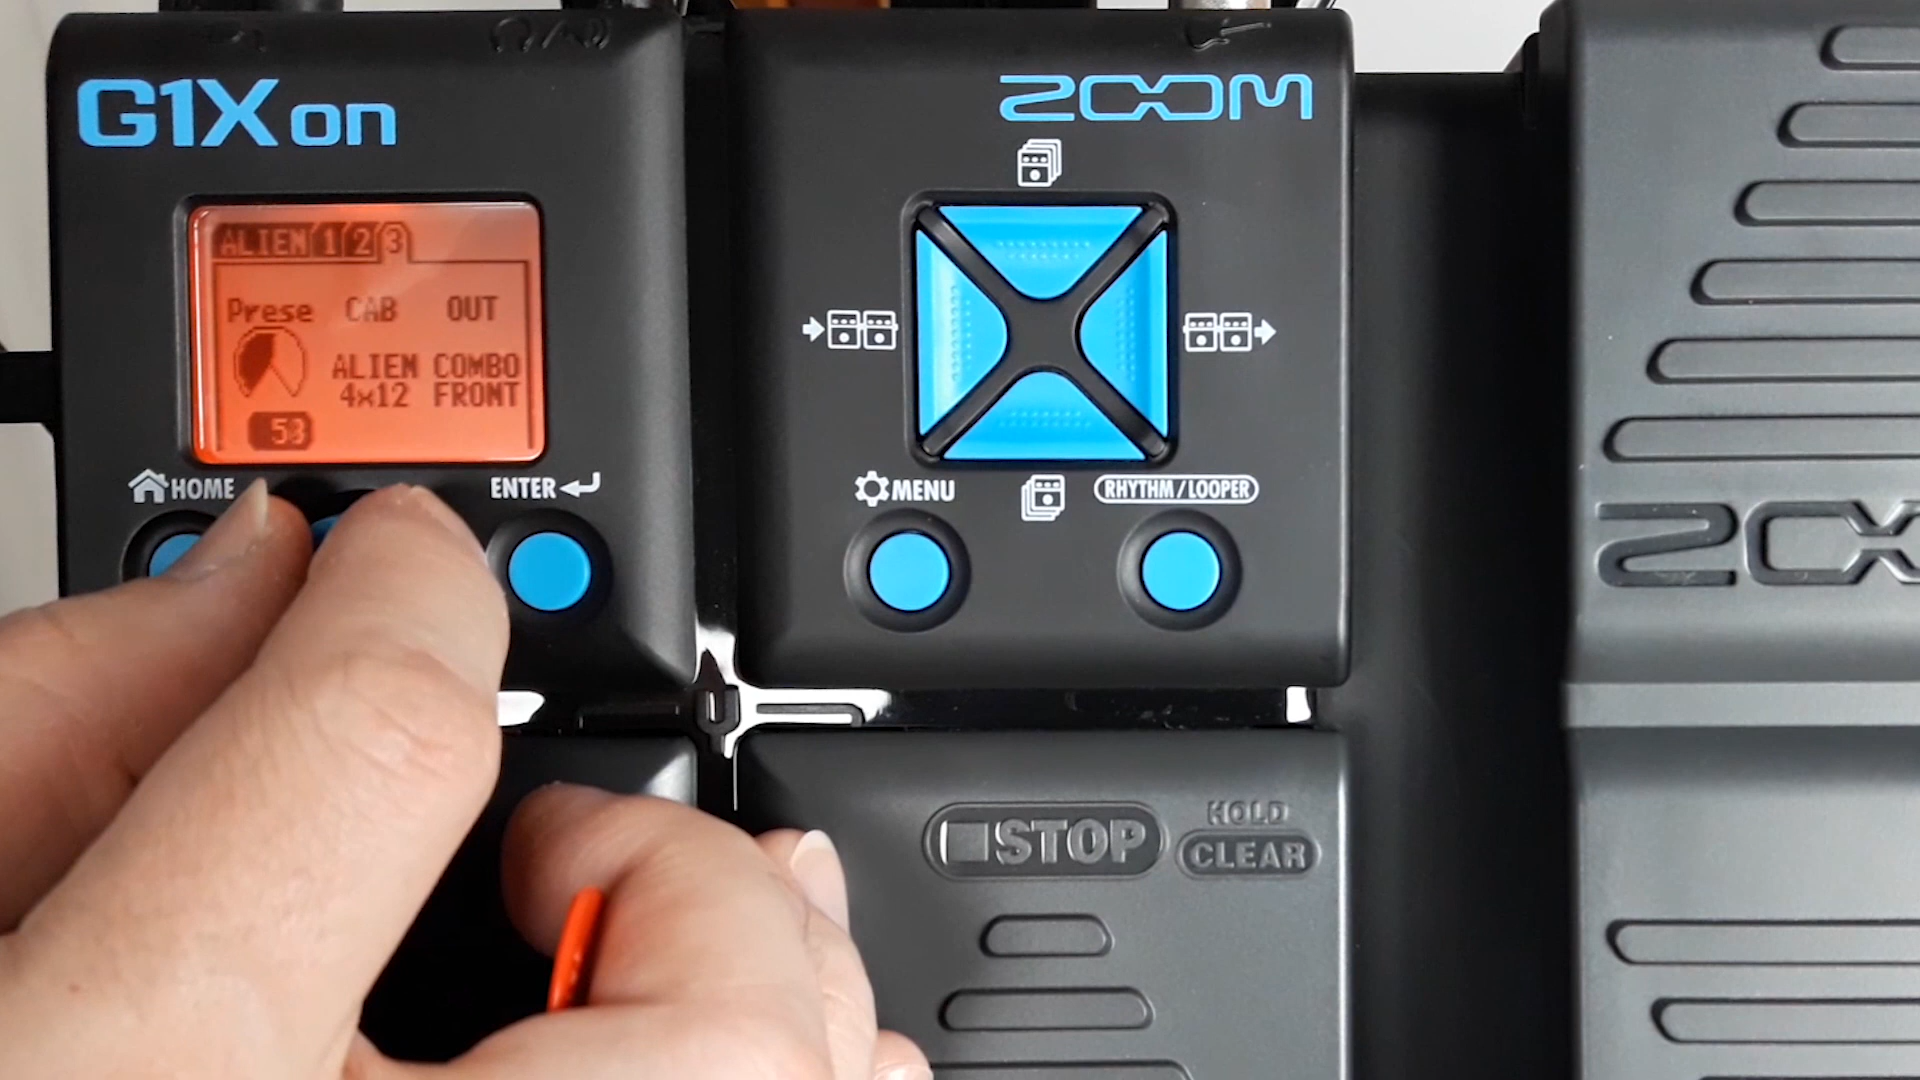 G1X on
ZOOM
ALIEN 1 2 3
Prese CAB OUT
ALIEN COMBO
4x12 FRONT
HOME
ENTER
MENU
RHYTHM/LOOPER
STOP
HOLD
CLEAR